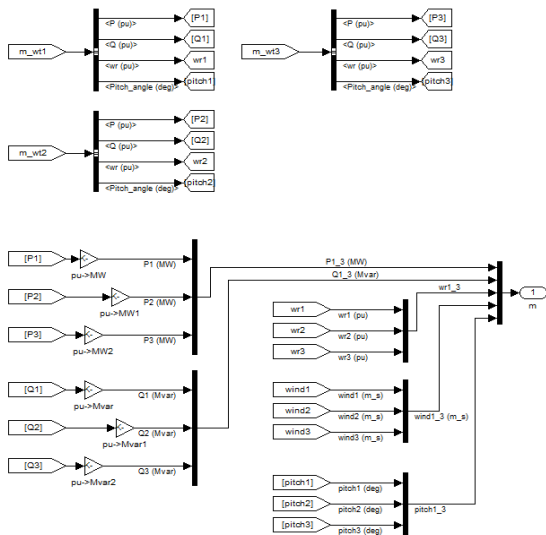 m_wt1
<P (pu)>
[P1]
<Q (pu)>
[Q1]
<wr (pu)>
wr1
<Pitch_angle (deg)>
[pitch1]
m_wt3
<P (pu)>
[P3]
<Q (pu)>
[Q3]
<wr (pu)>
wr3
<Pitch_angle (deg)>
[pitch3]
m_wt2
<P (pu)>
[P2]
<Q (pu)>
[Q2]
<wr (pu)>
wr2
<Pitch_angle (deg)>
[pitch2]
[P1]
pu->MW
P1 (MW)
[P2]
pu->MW1
P2 (MW)
[P3]
pu->MW2
P3 (MW)
P1_3 (MW)
Q1_3 (Mvar)
wr1_3
1
m
[Q1]
pu->Mvar
Q1 (Mvar)
[Q2]
pu->Mvar1
Q2 (Mvar)
[Q3]
pu->Mvar2
Q3 (Mvar)
wr1
wr1 (pu)
wr2
wr2 (pu)
wr3
wr3 (pu)
wind1
wind1 (m_s)
wind2
wind2 (m_s)
wind3
wind3 (m_s)
wind1_3 (m_s)
[pitch1]
pitch1 (deg)
[pitch2]
pitch2 (deg)
[pitch3]
pitch3 (deg)
pitch1_3